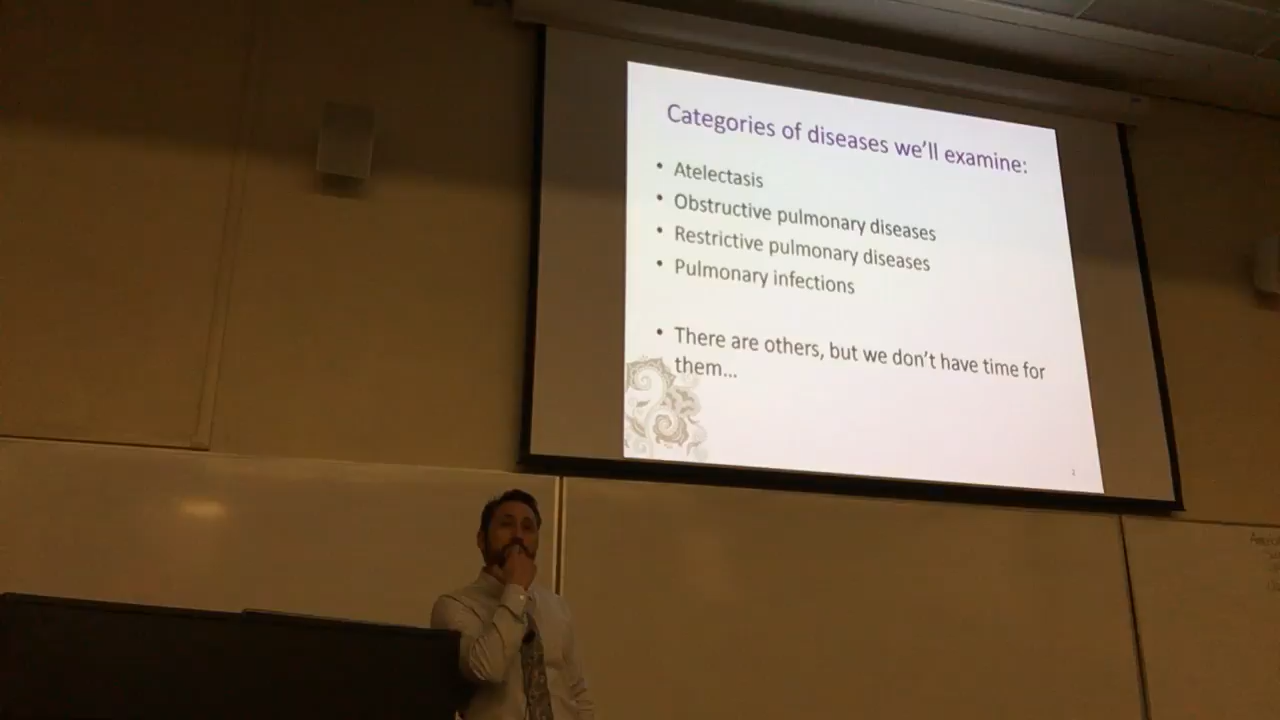 Categories of diseases we'll examine:
• Atelectasis
• Obstructive pulmonary diseases
• Restrictive pulmonary diseases
• Pulmonary infections
• There are others, but we don't have time for
them...
2